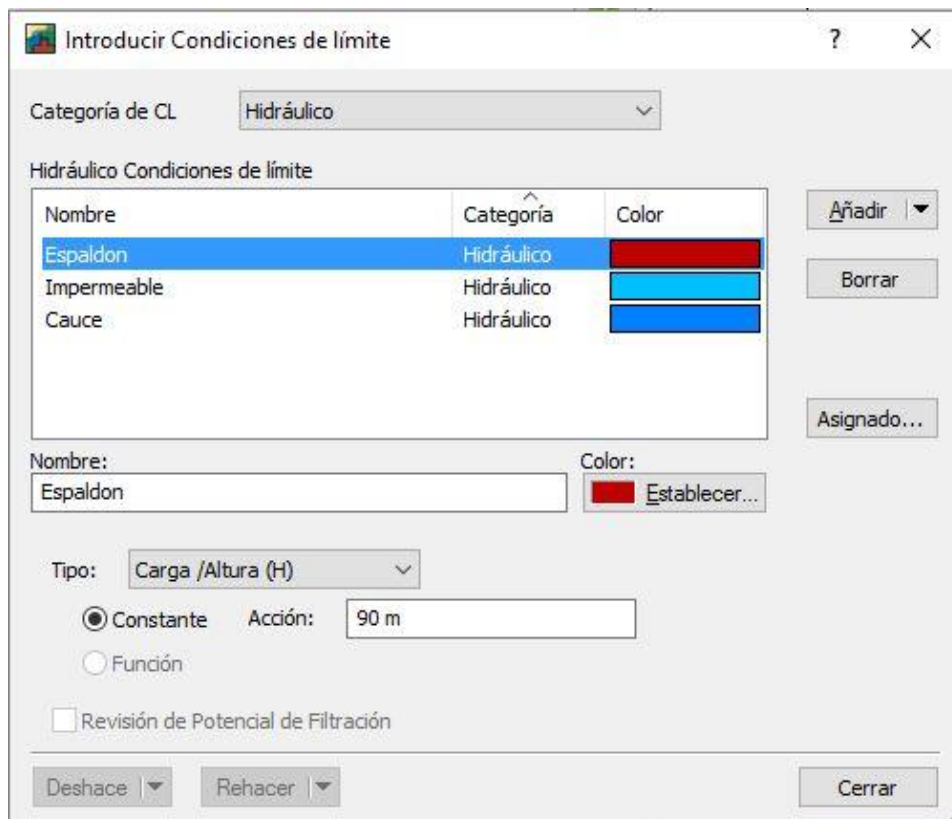 Introducir Condiciones de límite ?
Categoría de CL Hidráulico
Hidráulico Condiciones de límite
Nombre Categoría Color Añadir
Espaldon Hidráulico
Impermeable Hidráulico Borrar
Cauce Hidráulico
Asignado...
Nombre: Color:
Espaldon Establecer...
Tipo: Carga /Altura (H)
Constante Acción: 90 m
Función
Revisión de Potencial de Filtración
Deshace Rehacer Cerrar